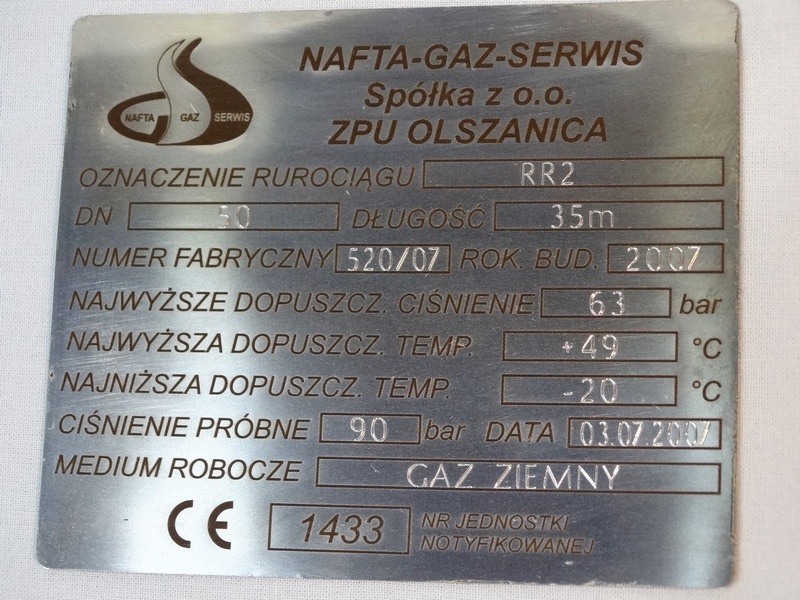 NAFTA-GAZ-SERWIS
Spółka z o.o.
ZPU OLSZANICA
NAFTA GAZ SERWIS
OZNACZENIE RUROCIĄGU RR2
DN 50 DŁUGOŚĆ 35m
NUMER FABRYCZNY 520/07 ROK. BUD. 2007
NAJWYŻSZE DOPUSZCZ. CIŚNIENIE 63 bar
NAJWYŻSZA DOPUSZCZ. TEMP. +49 °C
NAJNIŻSZA DOPUSZCZ. TEMP. -20 °C
CIŚNIENIE PRÓBNE 90 bar DATA 03.07.2007
MEDIUM ROBOCZE GAZ ZIEMNY
CE 1433 NR JEDNOSTKI
NOTYFIKOWANEJ